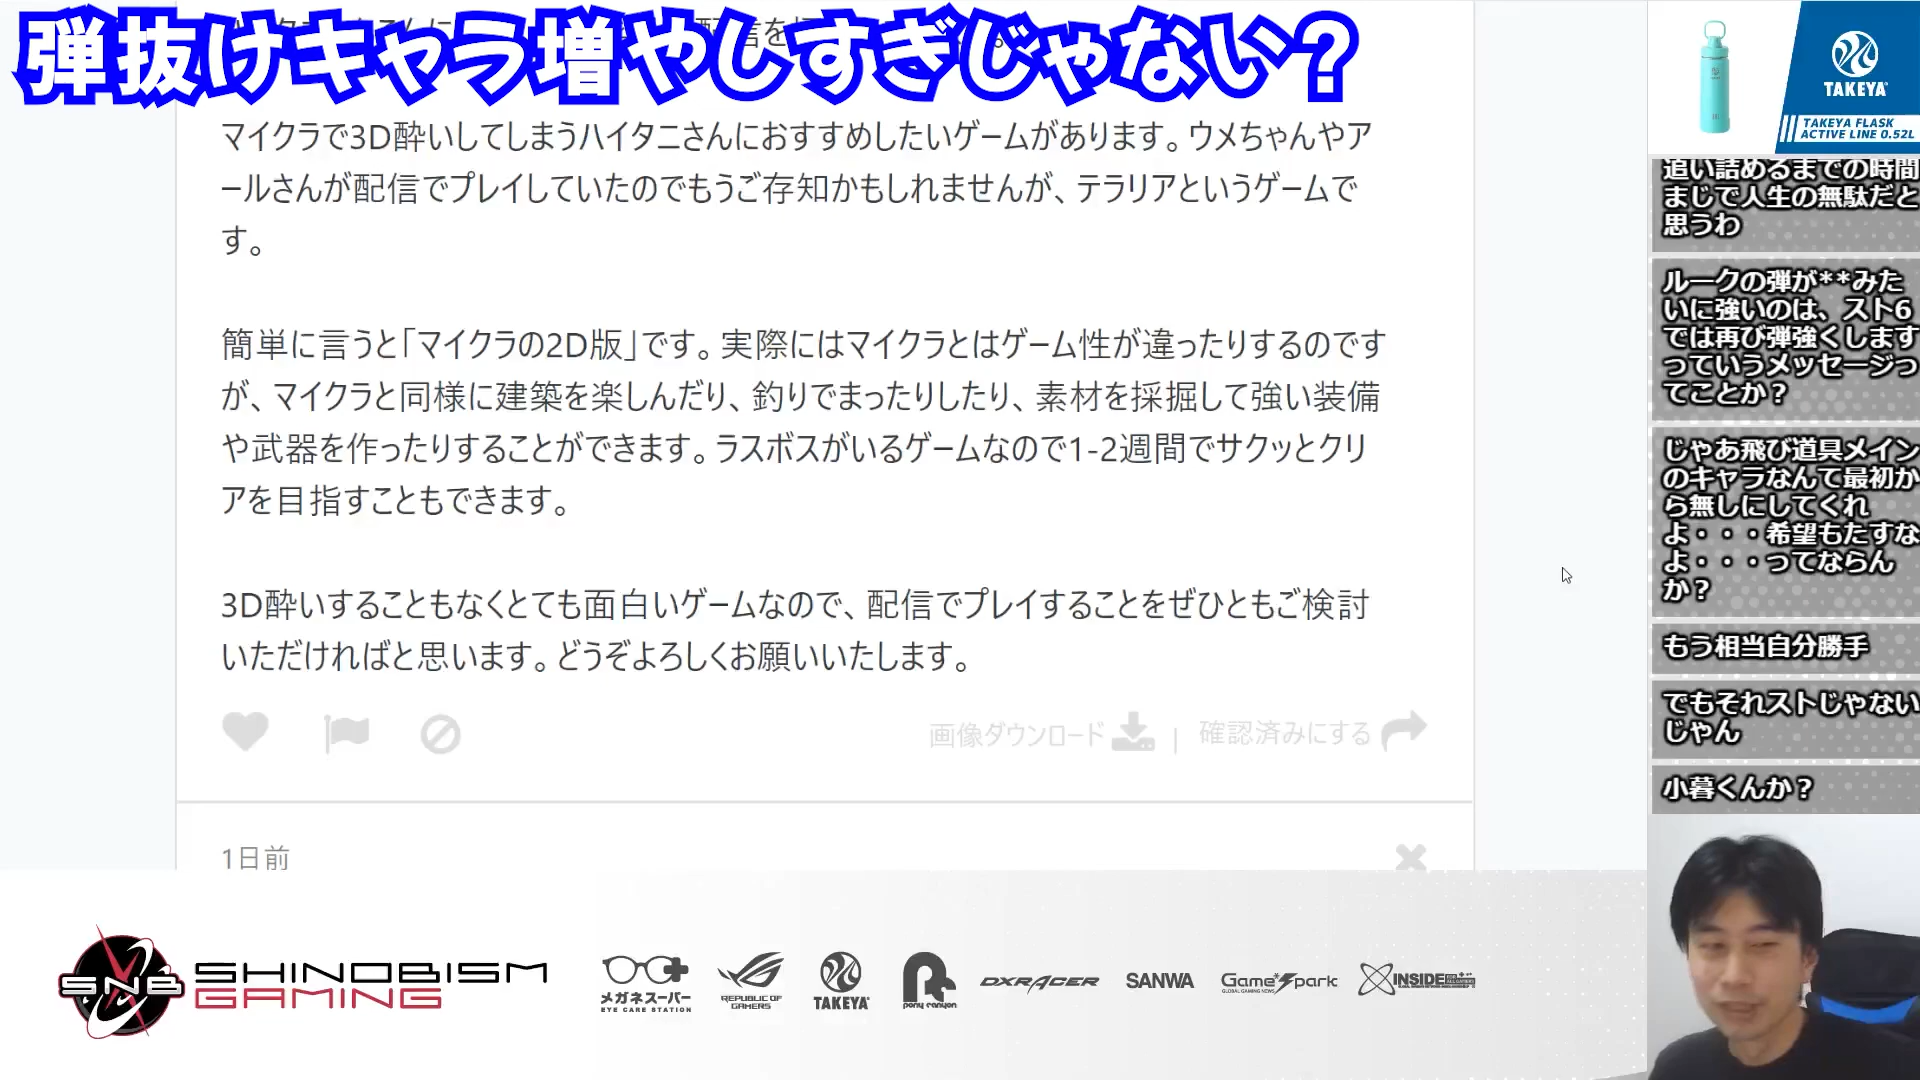 弾抜けキャラ増やしすぎじゃない？
マイクラで3D酔いしてしまうハイタニさんにおすすめしたいゲームがあります。ウメちゃんやア
ールさんが配信でプレイしていたのでもうご存知かもしれませんが、テラリアというゲームで
す。
簡単に言うと「マイクラの2D版」です。実際にはマイクラとはゲーム性が違ったりするのです
が、マイクラと同様に建築を楽しんだり、釣りでまったりしたり、素材を採掘して強い装備
や武器を作ったりすることができます。ラスボスがいるゲームなので1-2週間でサクッとクリ
アを目指すこともできます。
3D酔いすることもなくとても面白いゲームなので、配信でプレイすることをぜひともご検討
いただければと思います。どうぞよろしくお願いいたします。
画像ダウンロード | 確認済みにする
1日前
TAKEYA
TAKEYA FLASK
ACTIVE LINE 0.52L
追い詰めるまでの時間
まじで人生の無駄だと
思うわ
ルークの弾が**みた
いに強いのは、スト6
では再び弾強くします
っていうメッセージっ
てことか？
じゃあ飛び道具メイン
のキャラなんて最初か
ら無しにしてくれ
よ・・・希望もたすな
よ・・・ってならん
か？
もう相当自分勝手
でもそれストじゃない
じゃん
小暮くんか？
SNB
SHINOBISM
GAMING
メガネスーパー
EYE CARE STATION
REPUBLIC OF
GAMERS
TAKEYA
pony canyon
DXRACER
SANWA
Game*Spark
GLOBAL GAMING NEWS
INSIDE